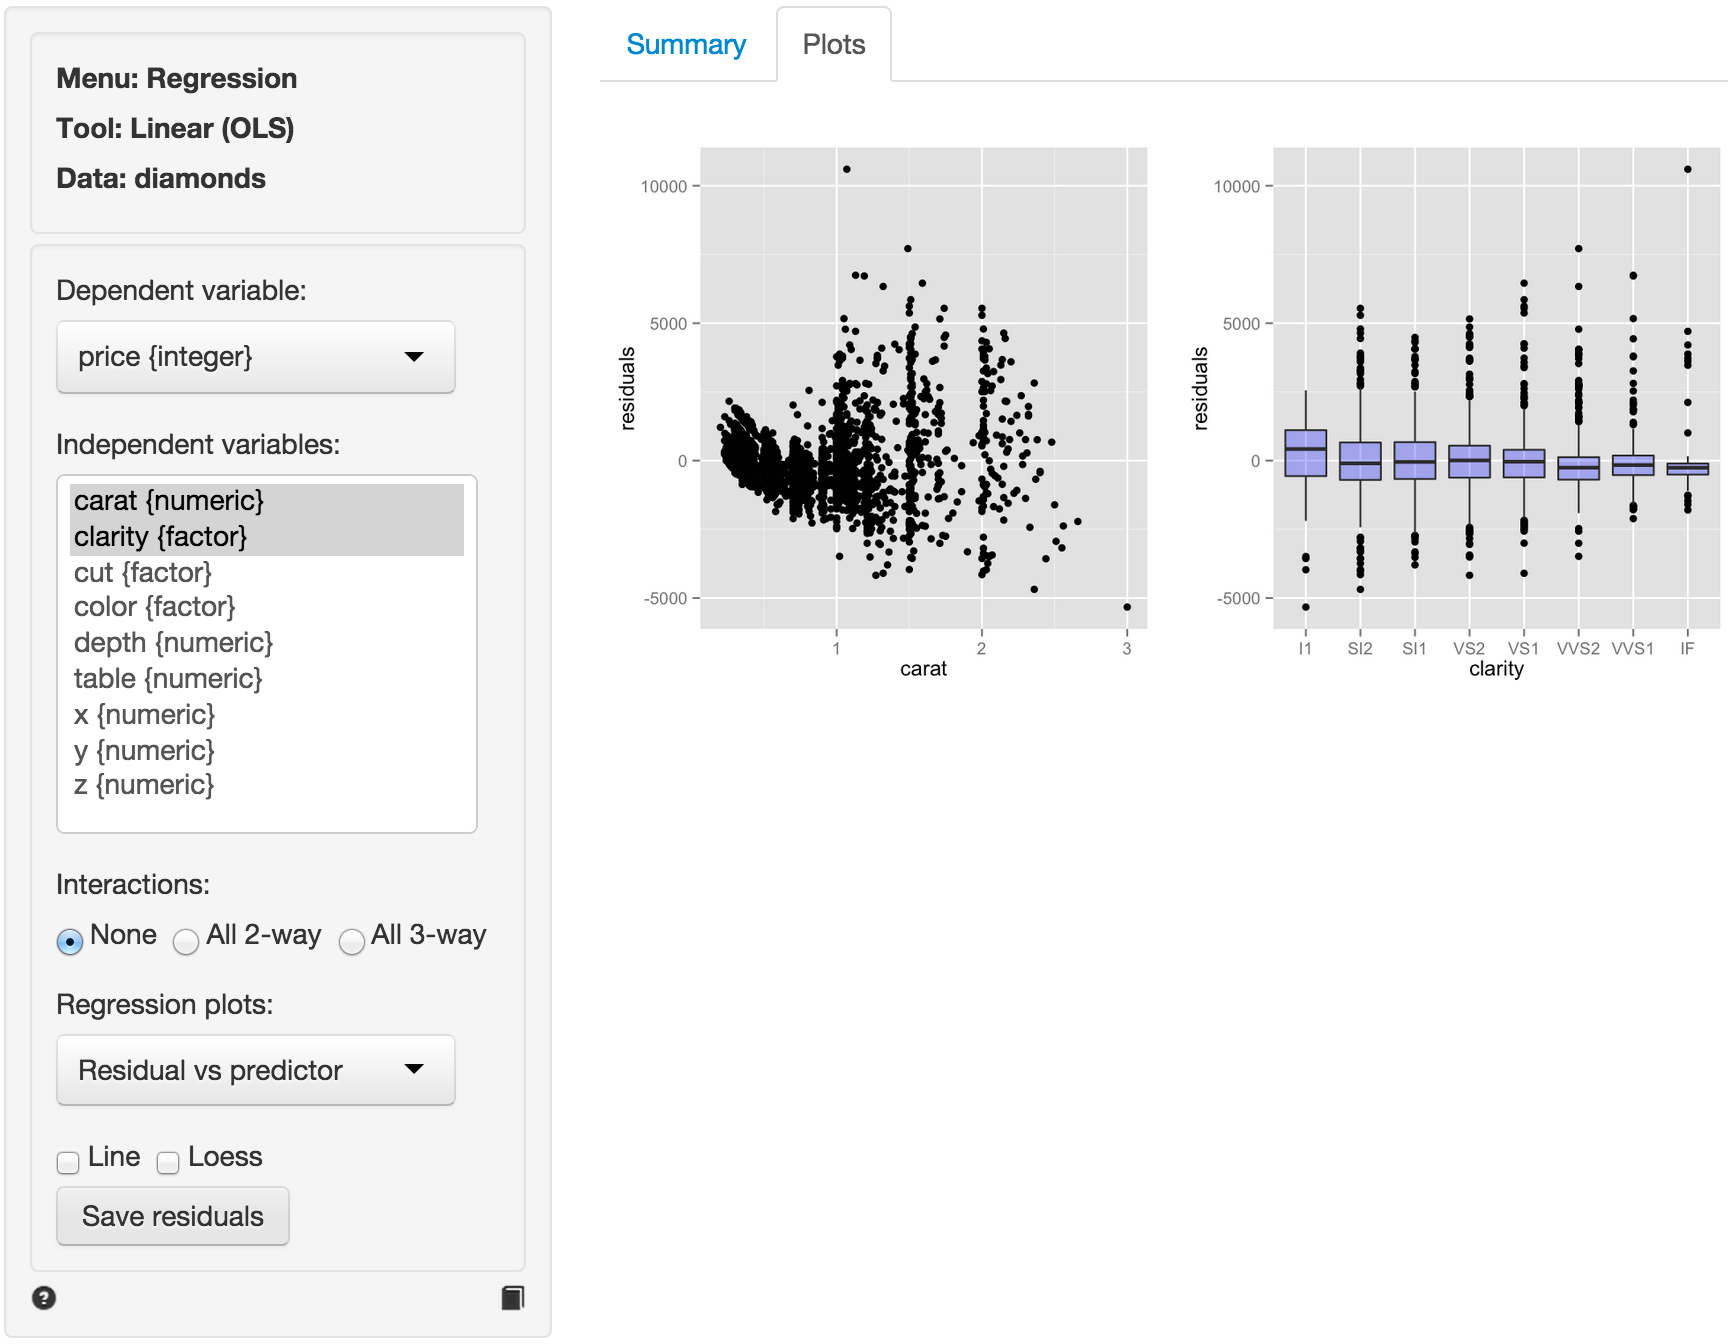 Menu: Regression
Tool: Linear (OLS)
Data: diamonds
Dependent variable:
price {integer}
Independent variables:
carat {numeric}
clarity {factor}
cut {factor}
color {factor}
depth {numeric}
table {numeric}
x {numeric}
y {numeric}
z {numeric}
Interactions:
None All 2-way All 3-way
Regression plots:
Residual vs predictor
Line Loess
Save residuals
?
Summary Plots
10000
5000
0
-5000
residuals
1 2 3
carat
10000
5000
0
-5000
residuals
I1 SI2 SI1 VS2 VS1 VVS2 VVS1 IF
clarity